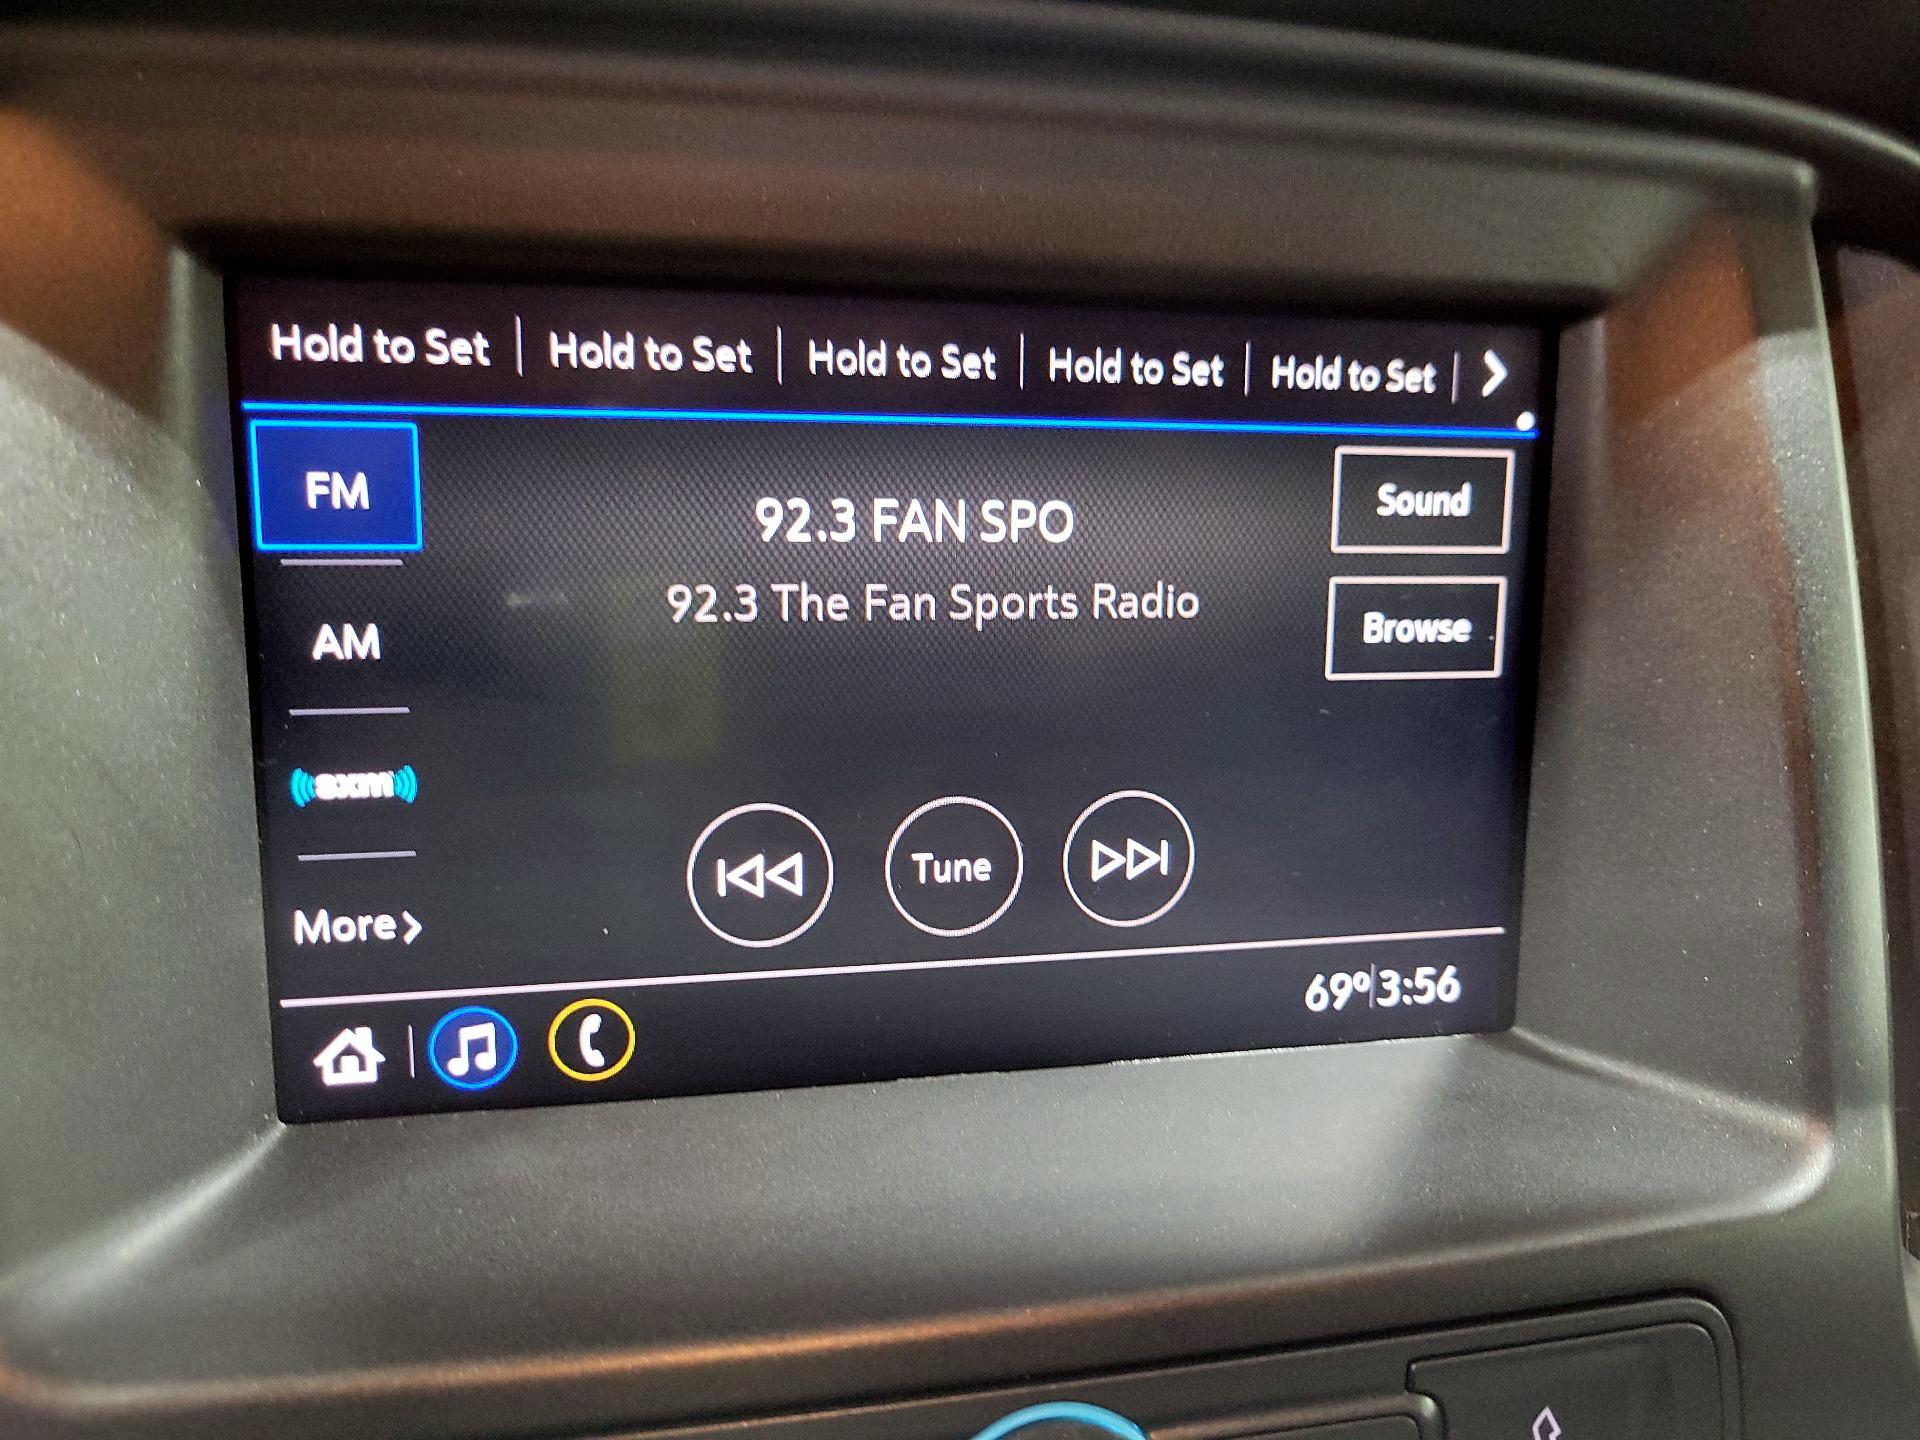 Hold to Set | Hold to Set | Hold to Set | Hold to Set | Hold to Set
FM
92.3 FAN SPO
Sound
92.3 The Fan Sports Radio
AM
Browse
sxm
Tune
More
69° 3:56